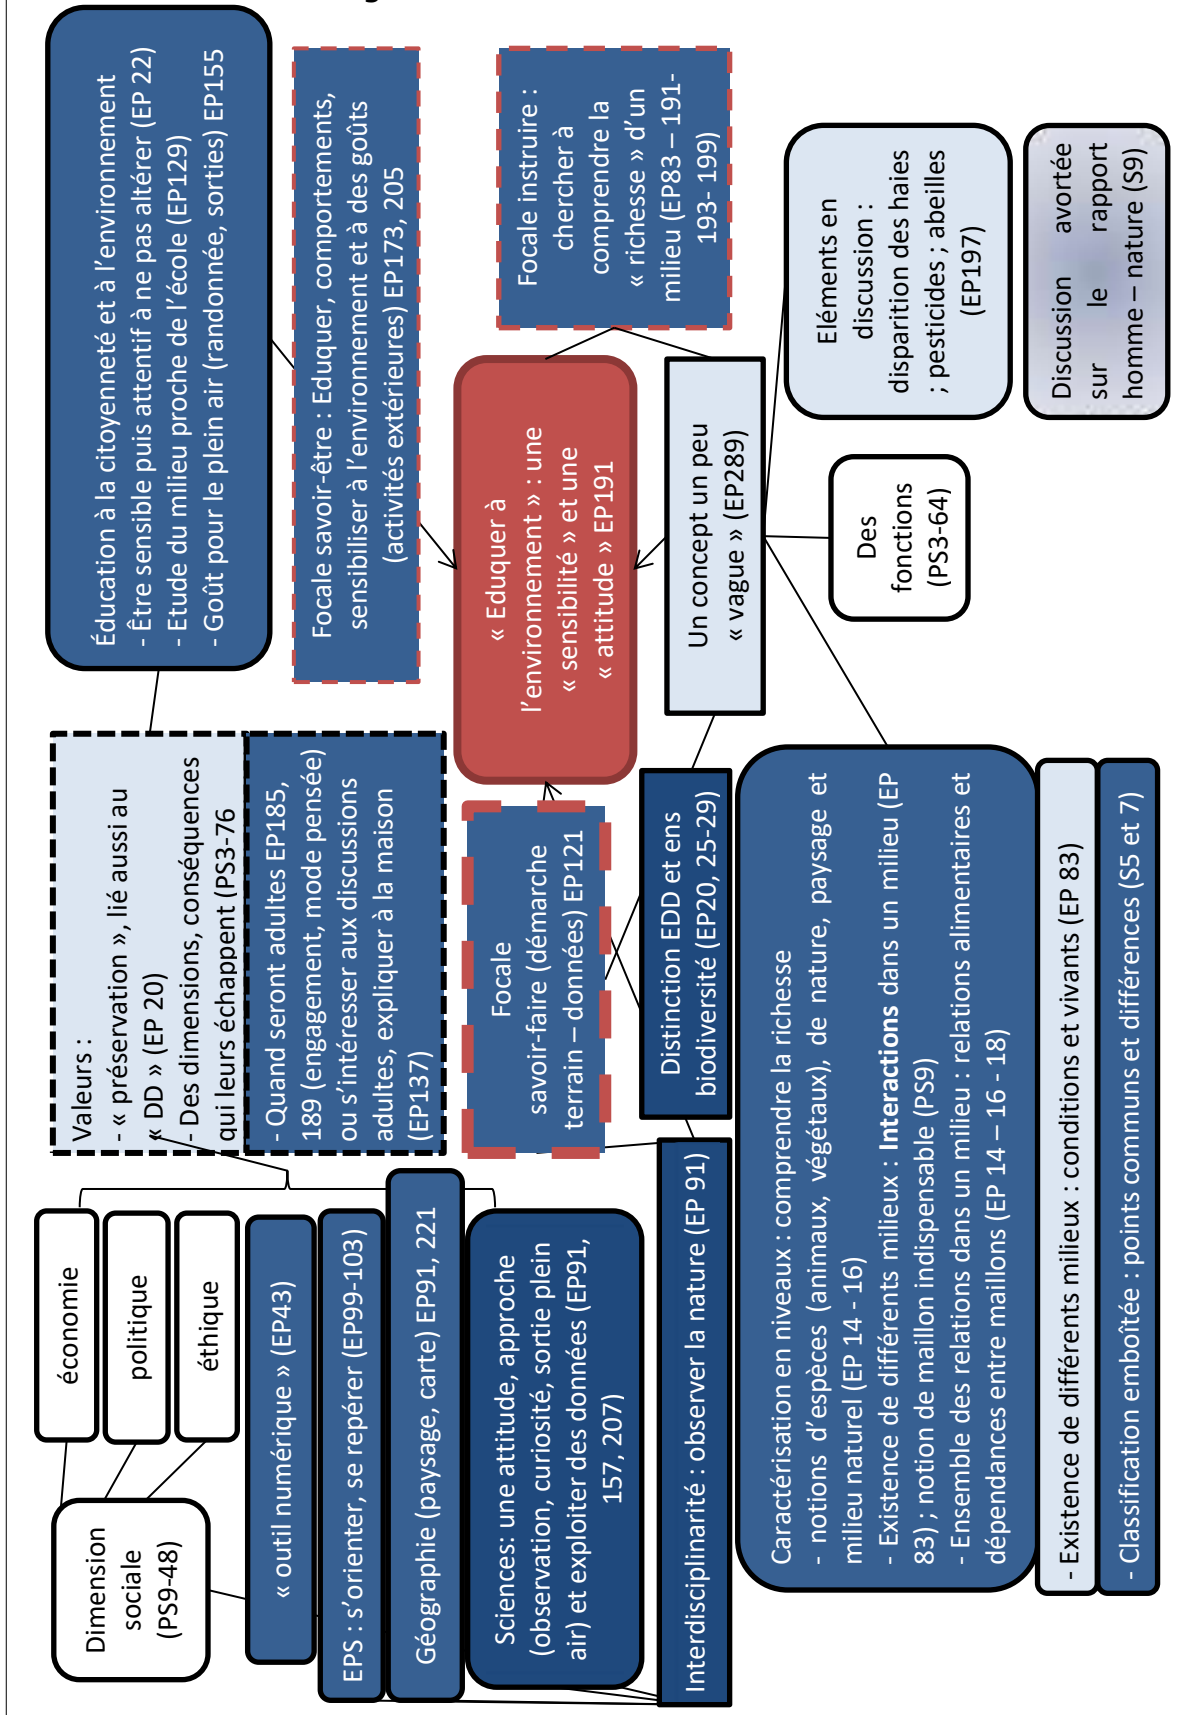 économie
politique
éthique
Dimension
sociale
(PS9-48)
« outil numérique » (EP43)
EPS : s’orienter, se repérer (EP99-103)
Géographie (paysage, carte) EP91, 221
Sciences: une attitude, approche
(observation, curiosité, sortie plein
air) et exploiter des données (EP91,
157, 207)
Interdisciplinarité : observer la nature (EP 91)
Valeurs :
- « préservation », lié aussi au
« DD » (EP 20)
- Des dimensions, conséquences
qui leurs échappent (PS3-76
- Quand seront adultes EP185,
189 (engagement, mode pensée)
ou s’intéresser aux discussions
adultes, expliquer à la maison
(EP137)
Éducation à la citoyenneté et à l’environnement
- Être sensible puis attentif à ne pas altérer (EP 22)
- Etude du milieu proche de l’école (EP129)
- Goût pour le plein air (randonnée, sorties) EP155
Focale savoir-être : Eduquer, comportements,
sensibiliser à l’environnement et à des goûts
(activités extérieures) EP173, 205
Focale
savoir-faire (démarche
terrain – données) EP121
« Eduquer à
l’environnement » : une
« sensibilité » et une
« attitude » EP191
Focale instruire :
chercher à
comprendre la
« richesse » d’un
milieu (EP83 – 191-
193- 199)
Distinction EDD et ens
biodiversité (EP20, 25-29)
Un concept un peu
« vague » (EP289)
Caractérisation en niveaux : comprendre la richesse
- notions d’espèces (animaux, végétaux), de nature, paysage et
milieu naturel (EP 14 - 16)
- Existence de différents milieux : Interactions dans un milieu (EP
83) ; notion de maillon indispensable (PS9)
- Ensemble des relations dans un milieu : relations alimentaires et
dépendances entre maillons (EP 14 – 16 - 18)
- Existence de différents milieux : conditions et vivants (EP 83)
- Classification emboîtée : points communs et différences (S5 et 7)
Des
fonctions
(PS3-64)
Eléments en
discussion :
disparition des haies
; pesticides ; abeilles
(EP197)
Discussion avortée
sur le rapport
homme – nature (S9)